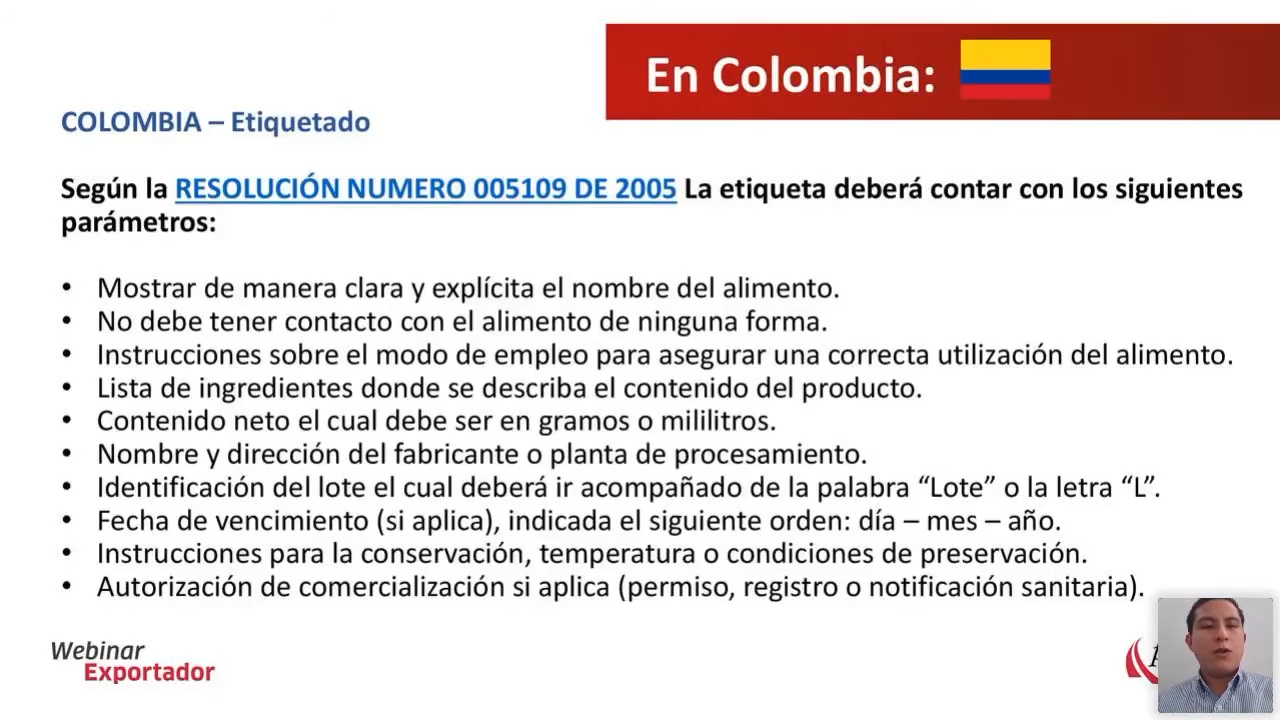 En Colombia:
COLOMBIA – Etiquetado
Según la RESOLUCIÓN NUMERO 005109 DE 2005 La etiqueta deberá contar con los siguientes
parámetros:
• Mostrar de manera clara y explícita el nombre del alimento.
• No debe tener contacto con el alimento de ninguna forma.
• Instrucciones sobre el modo de empleo para asegurar una correcta utilización del alimento.
• Lista de ingredientes donde se describa el contenido del producto.
• Contenido neto el cual debe ser en gramos o mililitros.
• Nombre y dirección del fabricante o planta de procesamiento.
• Identificación del lote el cual deberá ir acompañado de la palabra “Lote” o la letra “L”.
• Fecha de vencimiento (si aplica), indicada el siguiente orden: día – mes – año.
• Instrucciones para la conservación, temperatura o condiciones de preservación.
• Autorización de comercialización si aplica (permiso, registro o notificación sanitaria).
Webinar
Exportador